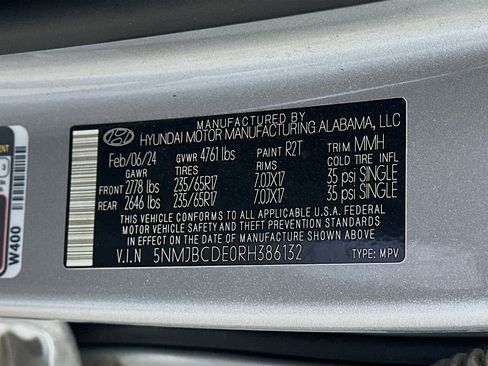 MANUFACTURED BY
HYUNDAI MOTOR MANUFACTURING ALABAMA, LLC
Feb/06/24 GVWR 4761 lbs PAINT R2T TRIM MMH
GAWR TIRES RIMS COLD TIRE INFL
FRONT 2778 lbs 235/65R17 7.0JX17 35 psi SINGLE
REAR 2646 lbs 235/65R17 7.0JX17 35 psi SINGLE
THIS VEHICLE CONFORMS TO ALL APPLICABLE U.S.A. FEDERAL
MOTOR VEHICLE SAFETY AND THEFT PREVENTION STANDARDS
IN EFFECT ON THE DATE OF MANUFACTURE SHOWN ABOVE
V.I.N 5NMJBCDE0RH386132 TYPE: MPV
W400